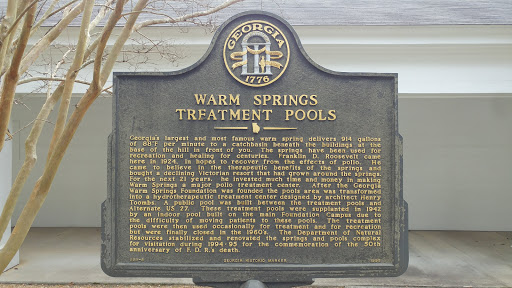 GEORGIA
1776
WARM SPRINGS
TREATMENT POOLS
Georgia's largest and most famous warm spring delivers 914 gallons
of 88°F per minute to a catchbasin beneath the buildings at the
base of the hill in front of you. The springs have been used for
recreation and healing for centuries. Franklin D. Roosevelt came
here in 1924, in hopes to recover from the effects of polio. He
came to believe in the therapeutic benefits of the springs and
bought a declining Victorian resort that had grown around the springs.
For the next 21 years, he invested much time and money in making
Warm Springs a major polio treatment center. After the Georgia
Warm Springs Foundation was founded the pools area was transformed
into a hydrotherapeutic treatment center designed by architect Henry
Toombs. A public pool was built between the treatment pools and
Alternate US 27. These treatment pools were supplanted in 1942
by an indoor pool built on the main Foundation Campus due to
the difficulty of moving patients to these pools. The treatment
pools were then used occasionally for treatment and for recreation
but were finally closed in the 1960's. The Department of Natural
Resources stabilized and renovated the springs and pools complex
for visitation during 1994-95 for the commemoration of the 50th
anniversary of F.D.R.'s death.
GEORGIA HISTORIC MARKER